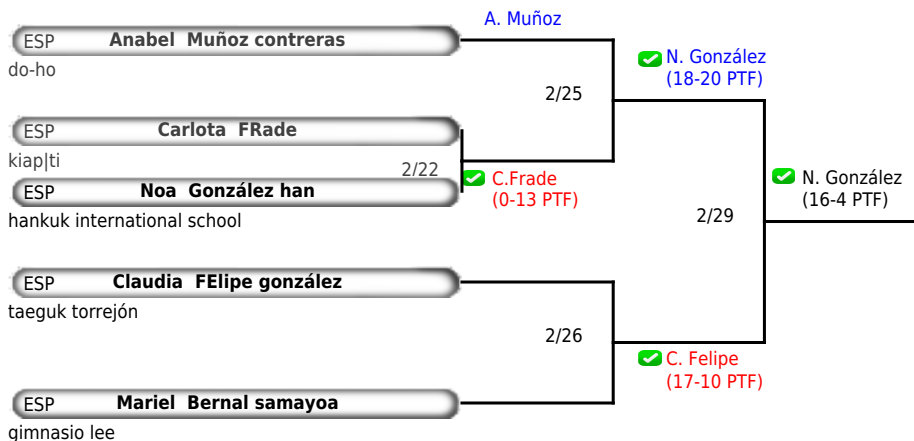 A. Muñoz
ESP Anabel Muñoz contreras
do-ho
N. González
(18-20 PTF)
2/25
ESP Carlota FRade
kiap|ti
2/22
C.Frade
(0-13 PTF)
ESP Noa González han
hankuk international school
N. González
(16-4 PTF)
2/29
ESP Claudia FElipe gonzález
taeguk torrejón
2/26
C. Felipe
(17-10 PTF)
ESP Mariel Bernal samayoa
gimnasio lee